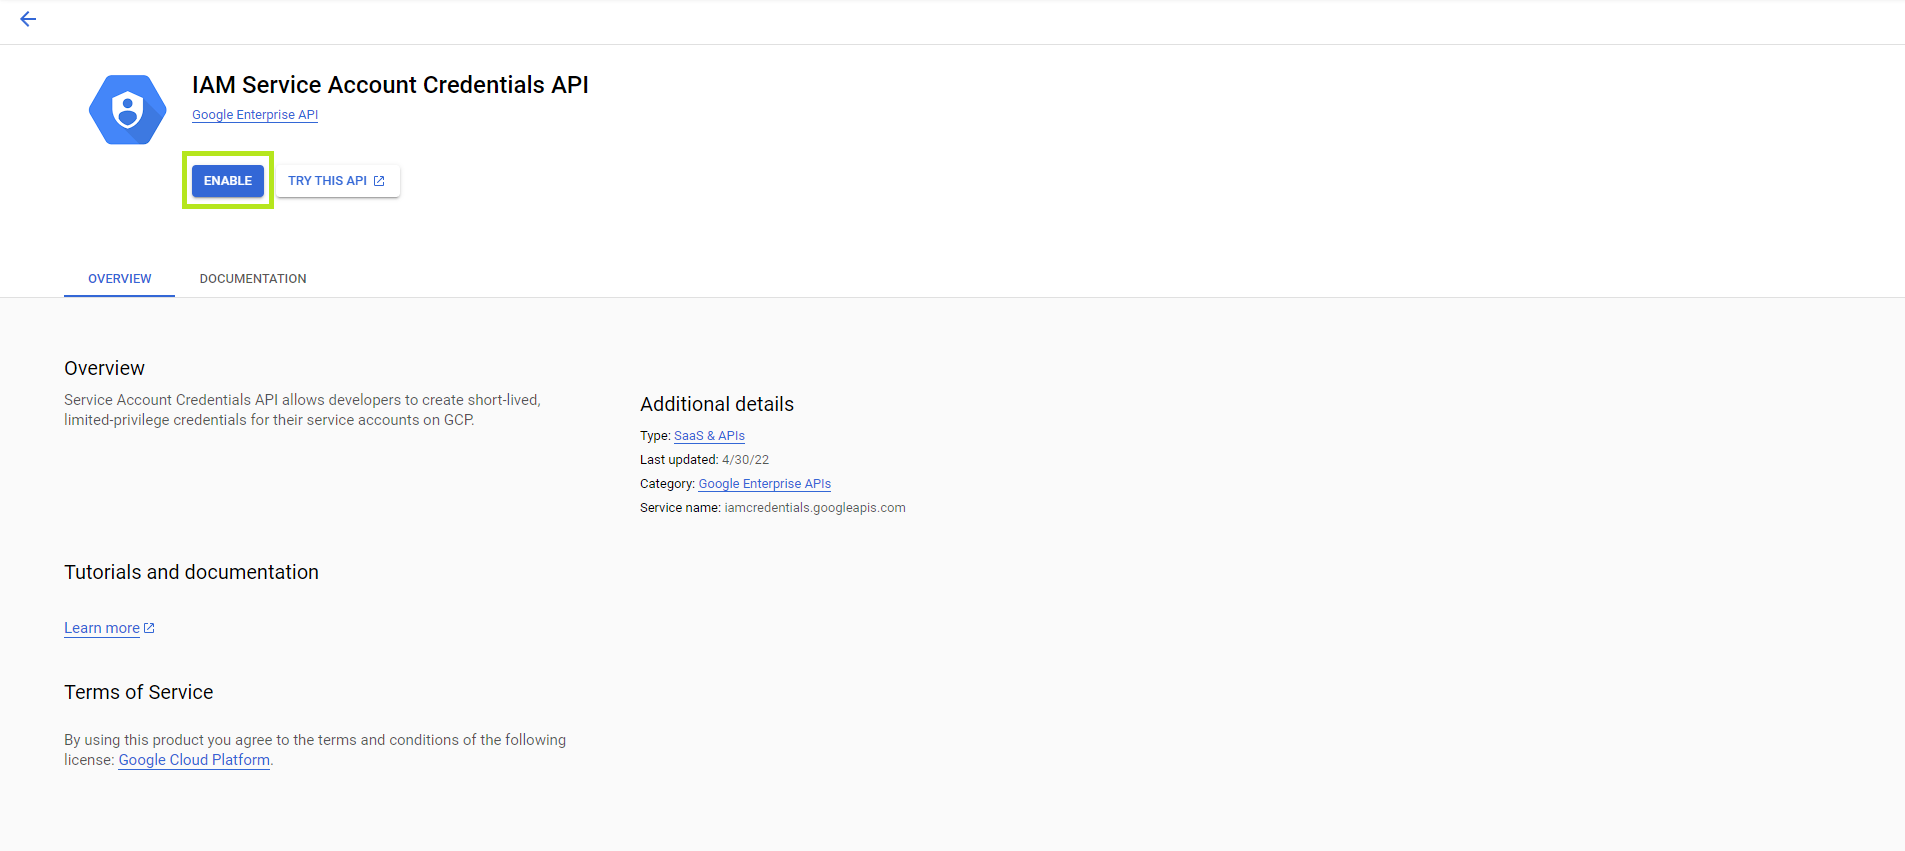 IAM Service Account Credentials API
Google Enterprise API
ENABLE
TRY THIS API
OVERVIEW
DOCUMENTATION
Overview
Service Account Credentials API allows developers to create short-lived,
limited-privilege credentials for their service accounts on GCP.
Additional details
Type: SaaS & APIs
Last updated: 4/30/22
Category: Google Enterprise APIs
Service name: iamcredentials.googleapis.com
Tutorials and documentation
Learn more
Terms of Service
By using this product you agree to the terms and conditions of the following
license: Google Cloud Platform.